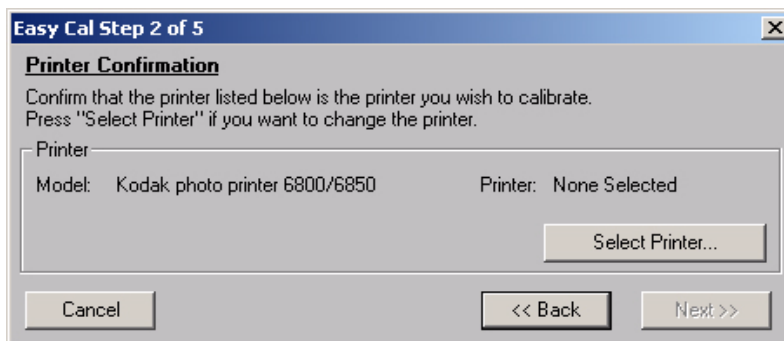 Easy Cal Step 2 of 5
Printer Confirmation
Confirm that the printer listed below is the printer you wish to calibrate.
Press "Select Printer" if you want to change the printer.
Printer
Model: Kodak photo printer 6800/6850 Printer: None Selected
Select Printer...
Cancel << Back Next >>